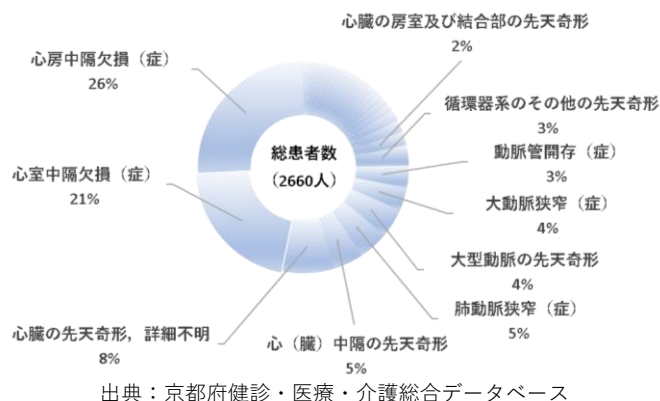 心臓の房室及び結合部の先天奇形
2%
心房中隔欠損（症）
26%
循環器系のその他の先天奇形
3%
動脈管開存（症）
3%
総患者数
（2660人）
心室中隔欠損（症）
21%
大動脈狭窄（症）
4%
大型動脈の先天奇形
4%
肺動脈狭窄（症）
5%
心臓の先天奇形，詳細不明
8%
心（臓）中隔の先天奇形
5%
出典：京都府健診・医療・介護総合データベース